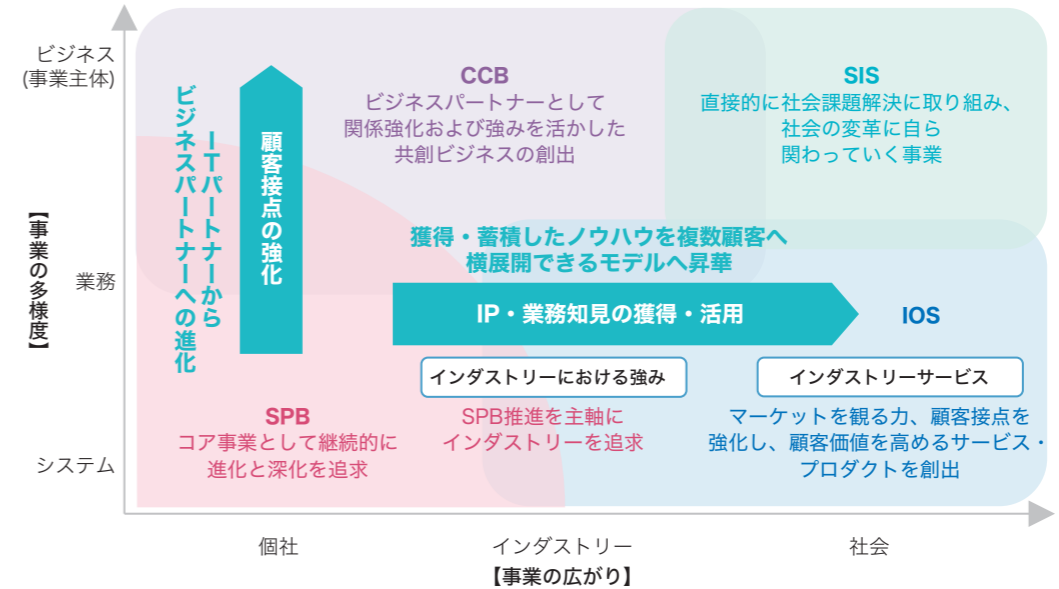 ビジネス
(事業主体)
【事業の多様度】
業務
システム
ITパートナーから
ビジネスパートナーへの進化
顧客接点の強化
CCB
ビジネスパートナーとして
関係強化および強みを活かした
共創ビジネスの創出
SIS
直接的に社会課題解決に取り組み、
社会の変革に自ら
関わっていく事業
獲得・蓄積したノウハウを複数顧客へ
横展開できるモデルへ昇華
IP・業務知見の獲得・活用
IOS
インダストリーにおける強み
インダストリーサービス
SPB
コア事業として継続的に
進化と深化を追求
SPB推進を主軸に
インダストリーを追求
マーケットを観る力、顧客接点を
強化し、顧客価値を高めるサービス・
プロダクトを創出
個社
インダストリー
社会
【事業の広がり】